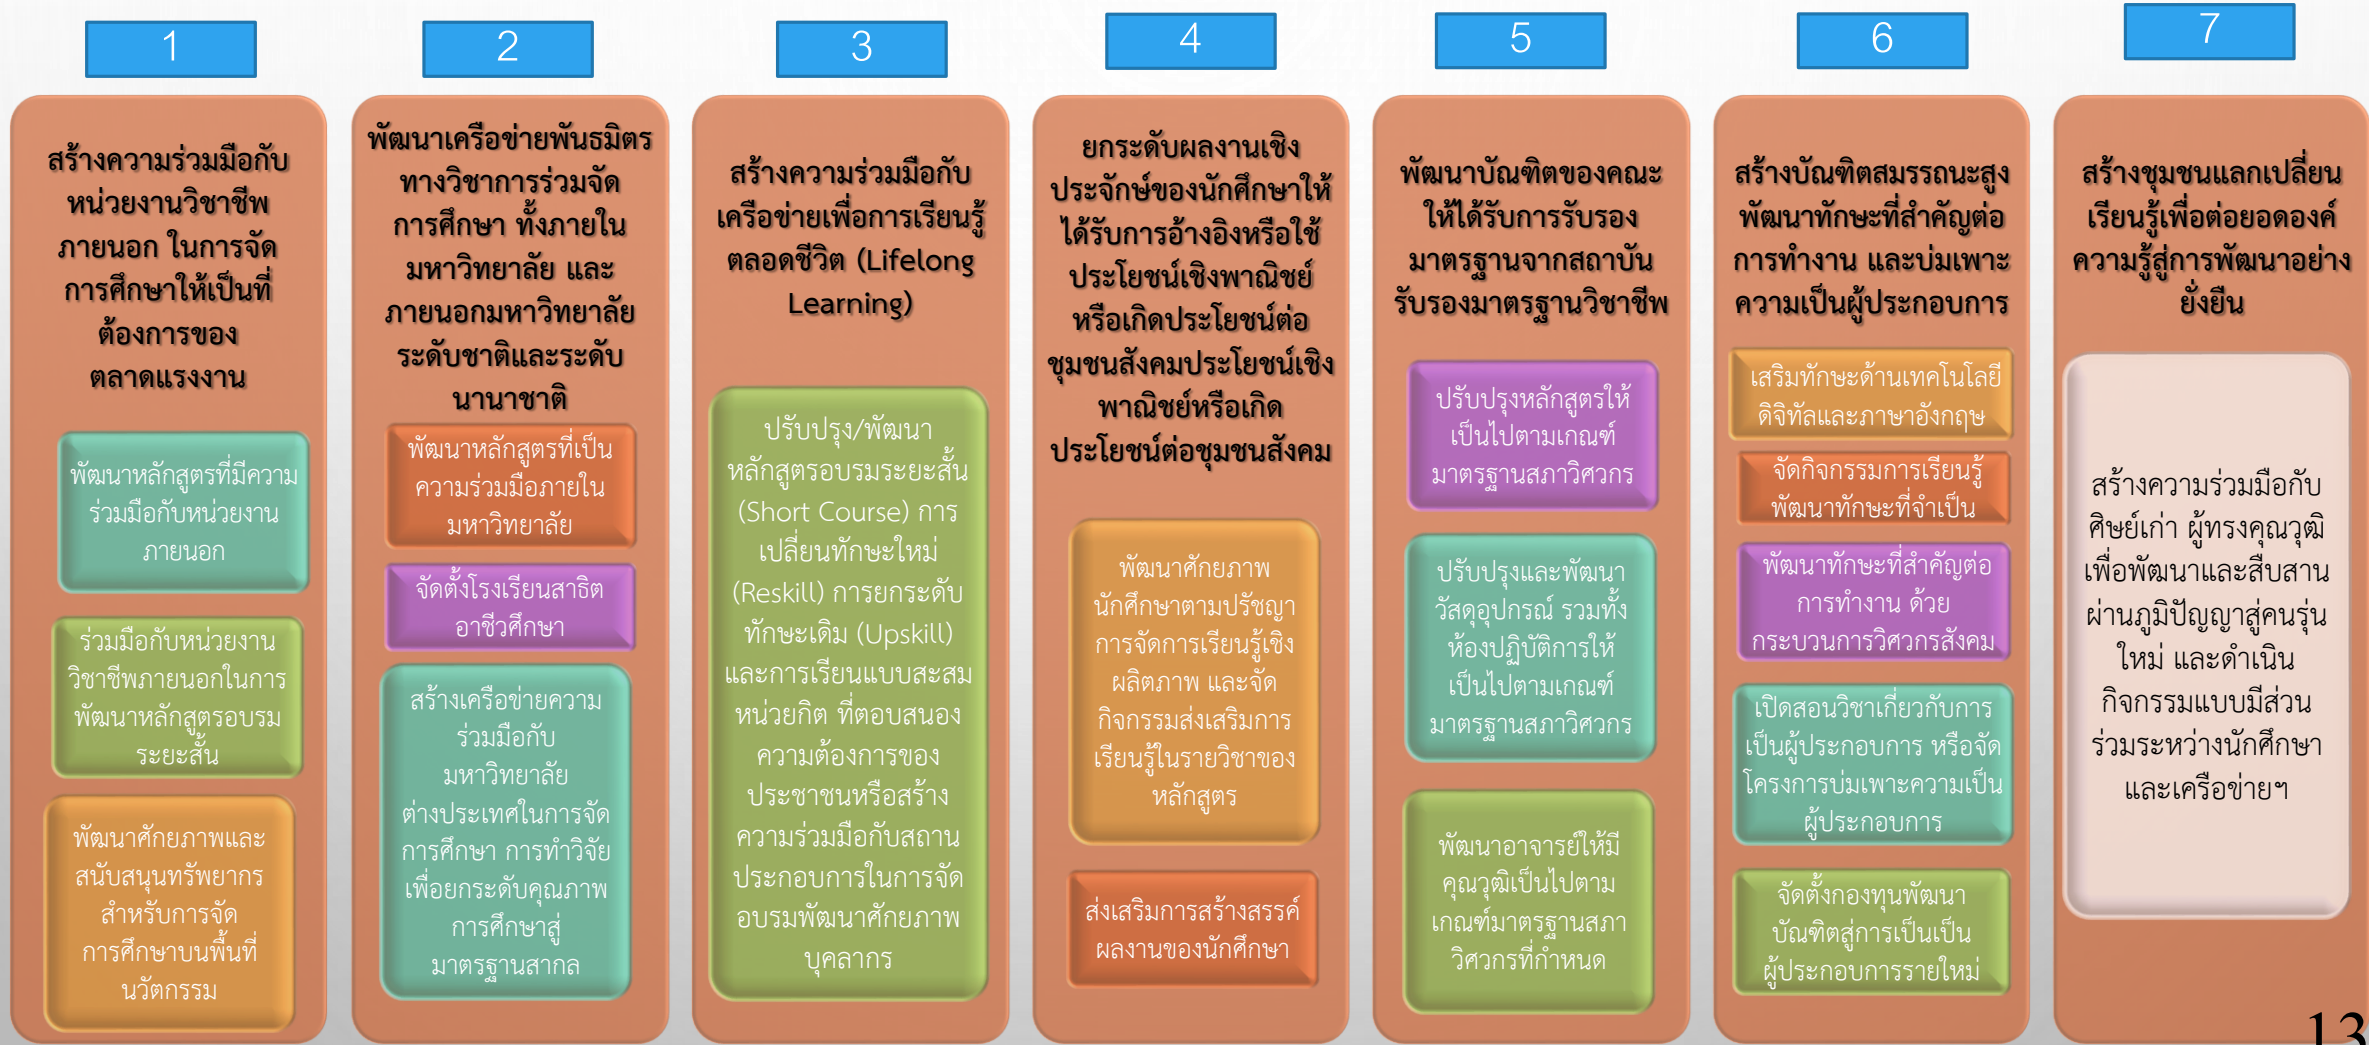 1
สร้างความร่วมมือกับ
หน่วยงานวิชาชีพ
ภายนอก ในการจัด
การศึกษาให้เป็นที่
ต้องการของ
ตลาดแรงงาน
พัฒนาหลักสูตรที่มีความ
ร่วมมือกับหน่วยงาน
ภายนอก
ร่วมมือกับหน่วยงาน
วิชาชีพภายนอกในการ
พัฒนาหลักสูตรอบรม
ระยะสั้น
พัฒนาศักยภาพและ
สนับสนุนทรัพยากร
สำหรับการจัด
การศึกษาบนพื้นที่
นวัตกรรม
2
พัฒนาเครือข่ายพันธมิตร
ทางวิชาการร่วมจัด
การศึกษา ทั้งภายใน
มหาวิทยาลัย และ
ภายนอกมหาวิทยาลัย
ระดับชาติและระดับ
นานาชาติ
พัฒนาหลักสูตรที่เป็น
ความร่วมมือภายใน
มหาวิทยาลัย
จัดตั้งโรงเรียนสาธิต
อาชีวศึกษา
สร้างเครือข่ายความ
ร่วมมือกับ
มหาวิทยาลัย
ต่างประเทศในการจัด
การศึกษา การทำวิจัย
เพื่อยกระดับคุณภาพ
การศึกษาสู่
มาตรฐานสากล
3
สร้างความร่วมมือกับ
เครือข่ายเพื่อการเรียนรู้
ตลอดชีวิต (Lifelong
Learning)
ปรับปรุง/พัฒนา
หลักสูตรอบรมระยะสั้น
(Short Course) การ
เปลี่ยนทักษะใหม่
(Reskill) การยกระดับ
ทักษะเดิม (Upskill)
และการเรียนแบบสะสม
หน่วยกิต ที่ตอบสนอง
ความต้องการของ
ประชาชนหรือสร้าง
ความร่วมมือกับสถาน
ประกอบการในการจัด
อบรมพัฒนาศักยภาพ
บุคลากร
4
ยกระดับผลงานเชิง
ประจักษ์ของนักศึกษาให้
ได้รับการอ้างอิงหรือใช้
ประโยชน์เชิงพาณิชย์
หรือเกิดประโยชน์ต่อ
ชุมชนสังคมประโยชน์เชิง
พาณิชย์หรือเกิด
ประโยชน์ต่อชุมชนสังคม
พัฒนาศักยภาพ
นักศึกษาตามปรัชญา
การจัดการเรียนรู้เชิง
ผลิตภาพ และจัด
กิจกรรมส่งเสริมการ
เรียนรู้ในรายวิชาของ
หลักสูตร
ส่งเสริมการสร้างสรรค์
ผลงานของนักศึกษา
5
พัฒนาบัณฑิตของคณะ
ให้ได้รับการรับรอง
มาตรฐานจากสถาบัน
รับรองมาตรฐานวิชาชีพ
ปรับปรุงหลักสูตรให้
เป็นไปตามเกณฑ์
มาตรฐานสภาวิศวกร
ปรับปรุงและพัฒนา
วัสดุอุปกรณ์ รวมทั้ง
ห้องปฏิบัติการให้
เป็นไปตามเกณฑ์
มาตรฐานสภาวิศวกร
พัฒนาอาจารย์ให้มี
คุณวุฒิเป็นไปตาม
เกณฑ์มาตรฐานสภา
วิศวกรที่กำหนด
6
สร้างบัณฑิตสมรรถนะสูง
พัฒนาทักษะที่สำคัญต่อ
การทำงาน และบ่มเพาะ
ความเป็นผู้ประกอบการ
เสริมทักษะด้านเทคโนโลยี
ดิจิทัลและภาษาอังกฤษ
จัดกิจกรรมการเรียนรู้
พัฒนาทักษะที่จำเป็น
พัฒนาทักษะที่สำคัญต่อ
การทำงาน ด้วย
กระบวนการวิศวกรสังคม
เปิดสอนวิชาเกี่ยวกับการ
เป็นผู้ประกอบการ หรือจัด
โครงการบ่มเพาะความเป็น
ผู้ประกอบการ
จัดตั้งกองทุนพัฒนา
บัณฑิตสู่การเป็นเป็น
ผู้ประกอบการรายใหม่
7
สร้างชุมชนแลกเปลี่ยน
เรียนรู้เพื่อต่อยอดองค์
ความรู้สู่การพัฒนาอย่าง
ยั่งยืน
สร้างความร่วมมือกับ
ศิษย์เก่า ผู้ทรงคุณวุฒิ
เพื่อพัฒนาและสืบสาน
ผ่านภูมิปัญญาสู่คนรุ่น
ใหม่ และดำเนิน
กิจกรรมแบบมีส่วน
ร่วมระหว่างนักศึกษา
และเครือข่ายฯ
13